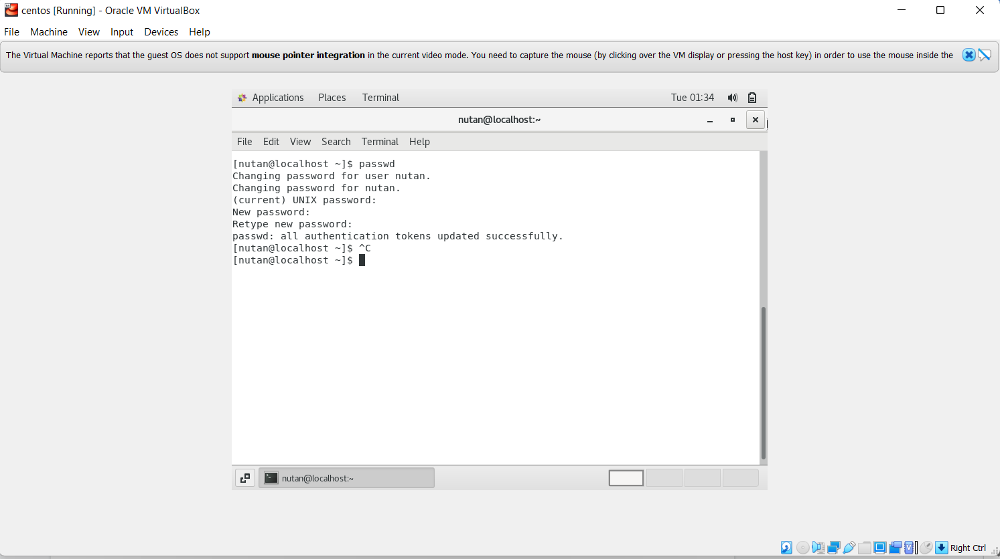 centos [Running] - Oracle VM VirtualBox
File Machine View Input Devices Help
The Virtual Machine reports that the guest OS does not support mouse pointer integration in the current video mode. You need to capture the mouse (by clicking over the VM display or pressing the host key) in order to use the mouse inside the
Applications Places Terminal Tue 01:34
nutan@localhost:~
File Edit View Search Terminal Help
[nutan@localhost ~]$ passwd
Changing password for user nutan.
Changing password for nutan.
(current) UNIX password:
New password:
Retype new password:
passwd: all authentication tokens updated successfully.
[nutan@localhost ~]$ ^C
[nutan@localhost ~]$
nutan@localhost:~
Right Ctrl